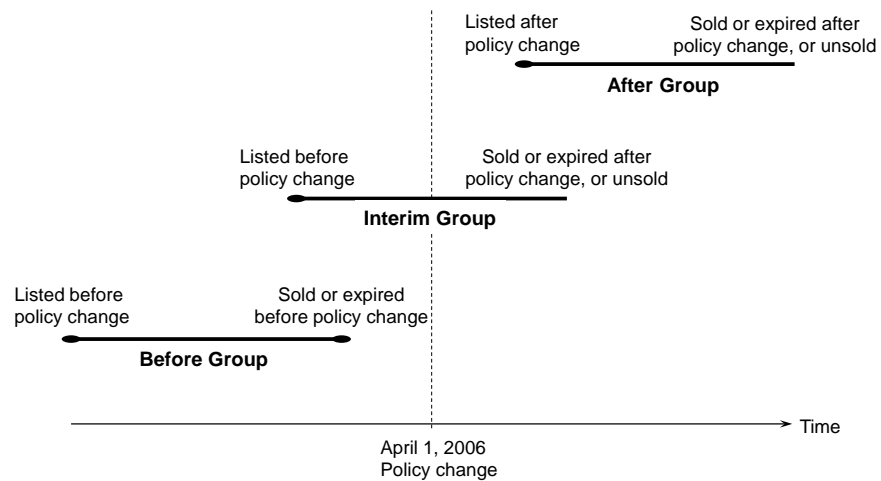 Listed after
policy change
Sold or expired after
policy change, or unsold
After Group
Listed before
policy change
Sold or expired after
policy change, or unsold
Interim Group
Listed before
policy change
Sold or expired
before policy change
Before Group
Time
April 1, 2006
Policy change